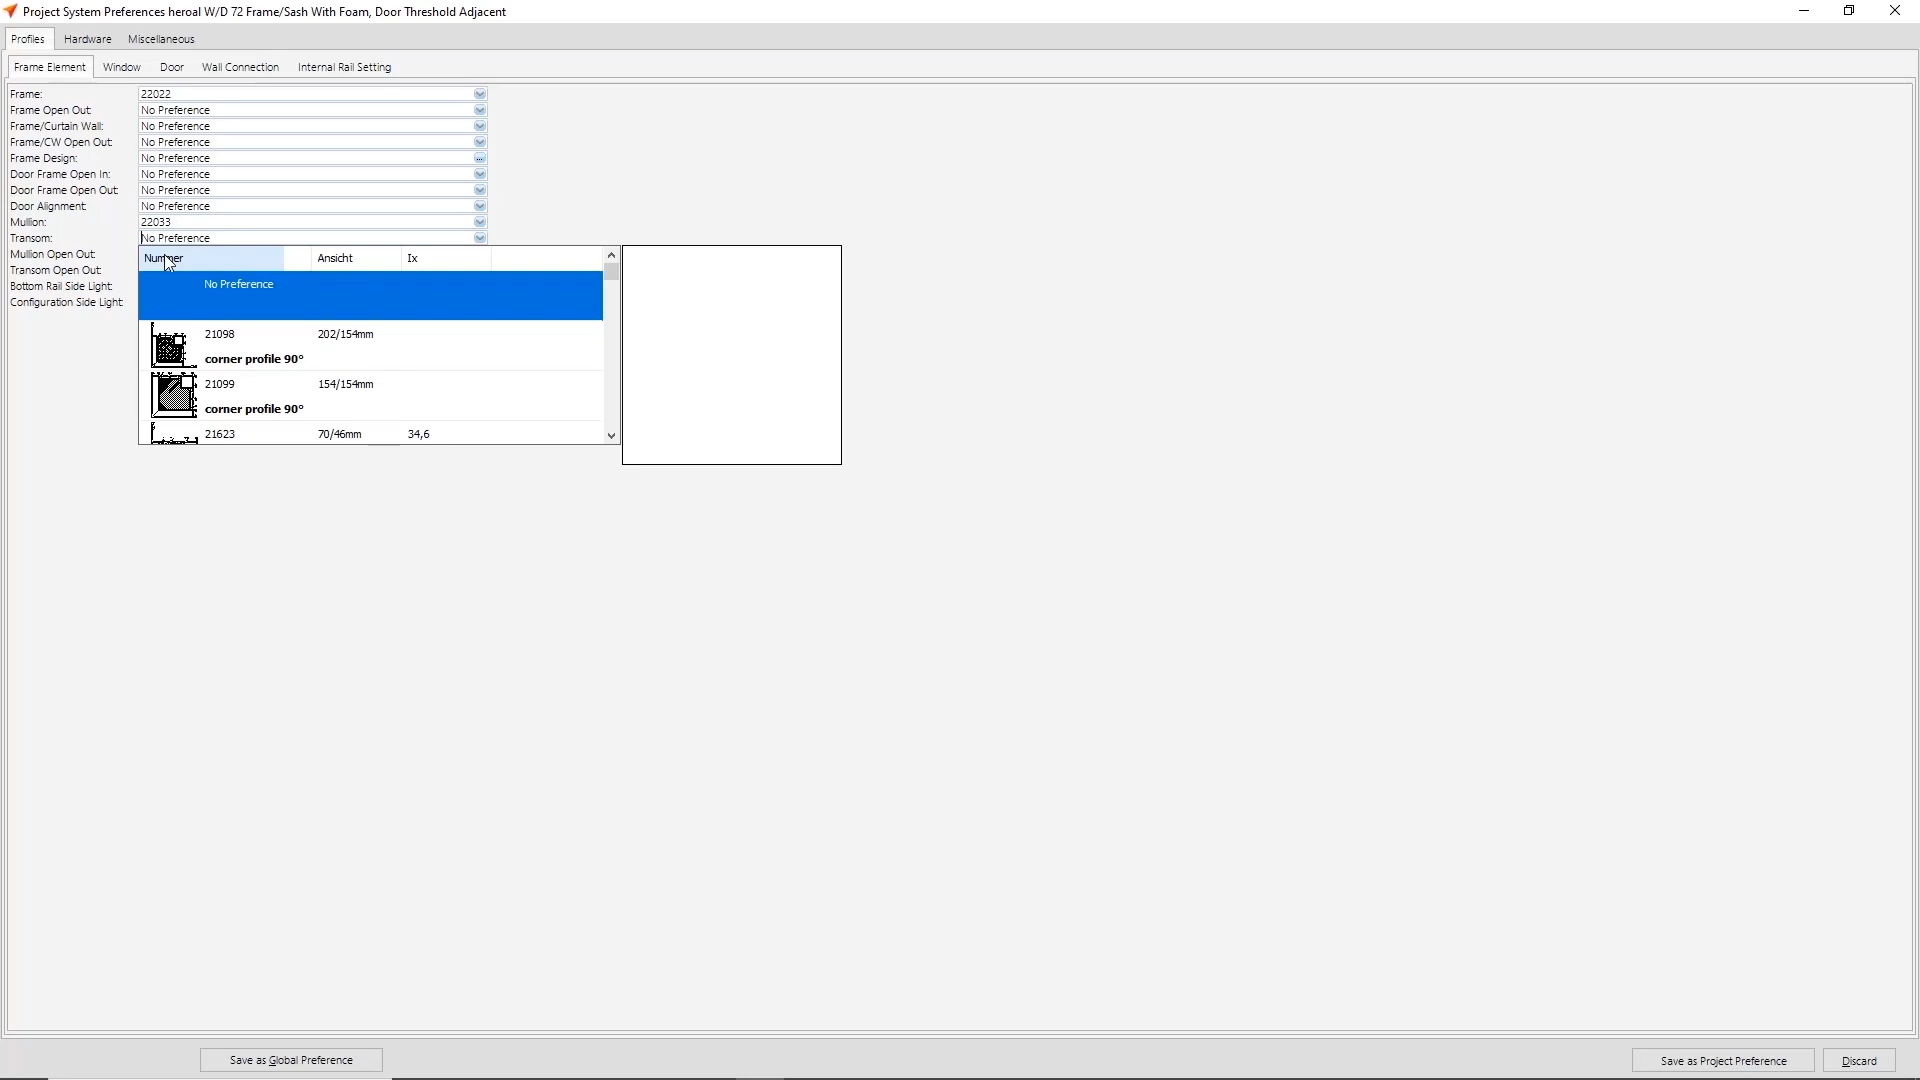 Project System Preferences heroal W/D 72 Frame/Sash With Foam, Door Threshold Adjacent
Profiles Hardware Miscellaneous
Frame Element Window Door Wall Connection Internal Rail Setting
Frame: 22022
Frame Open Out: No Preference
Frame/Curtain Wall: No Preference
Frame/CW Open Out: No Preference
Frame Design: No Preference ...
Door Frame Open In: No Preference
Door Frame Open Out: No Preference
Door Alignment: No Preference
Mullion: 22033
Transom: No Preference
Mullion Open Out:
Transom Open Out:
Bottom Rail Side Light:
Configuration Side Light:
Nummer Ansicht Ix
No Preference
21098 202/154mm
corner profile 90°
21099 154/154mm
corner profile 90°
21623 70/46mm 34,6
Save as Global Preference Save as Project Preference Discard